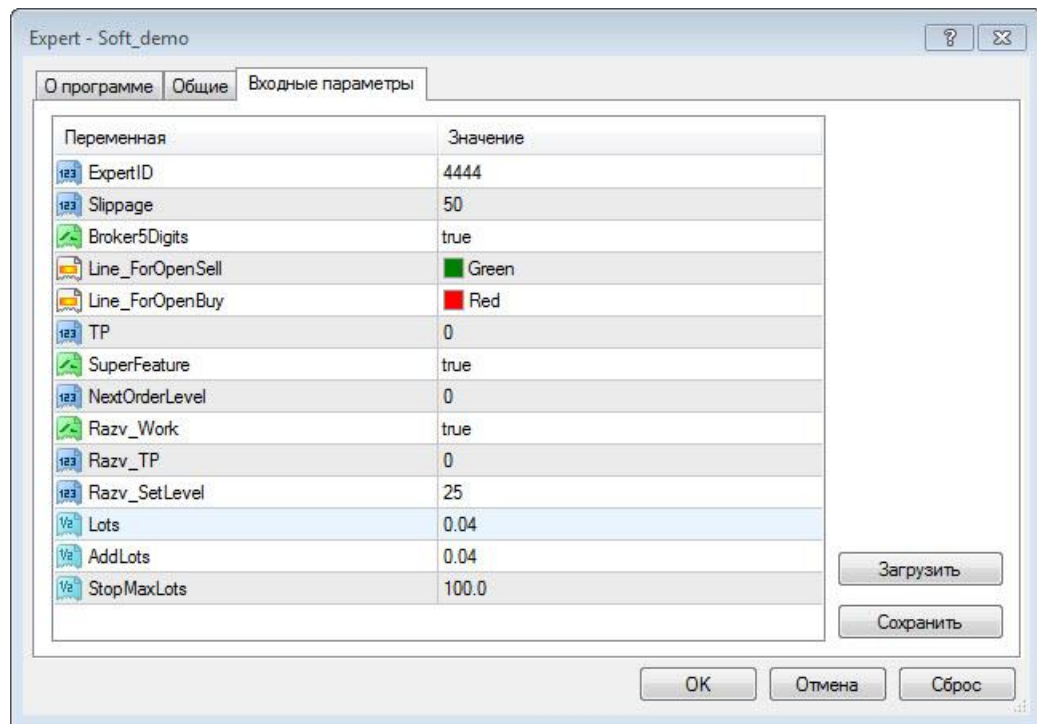 Expert - Soft_demo
О программе Общие Входные параметры
Переменная Значение
ExpertID 4444
Slippage 50
Broker5Digits true
Line_ForOpenSell Green
Line_ForOpenBuy Red
TP 0
SuperFeature true
NextOrderLevel 0
Razv_Work true
Razv_TP 0
Razv_SetLevel 25
Lots 0.04
AddLots 0.04
StopMaxLots 100.0
Загрузить
Сохранить
OK Отмена Сброс